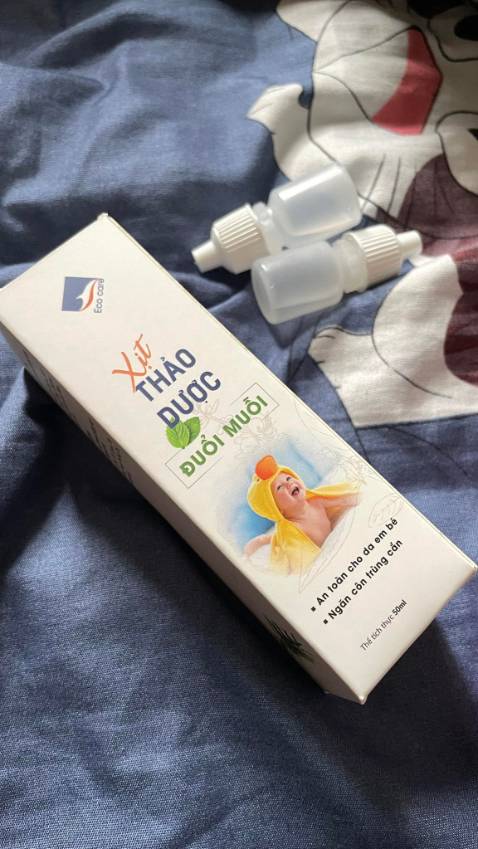 Eco care
Xịt
THẢO
DƯỢC
ĐUỔI MUỖI
▪ An toàn cho da em bé
▪ Ngăn côn trùng cắn
Thể tích thực 50ml